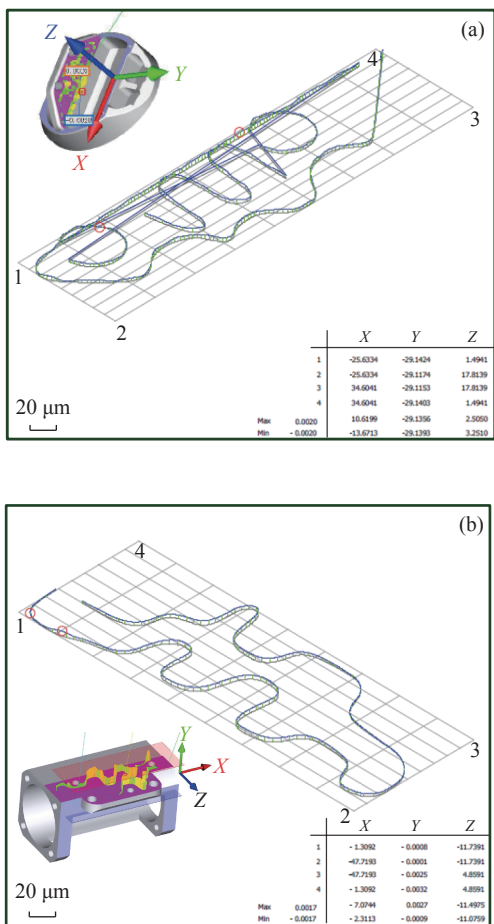 (a)
Z
4
0.0020
Y
-0.0020
3
X
1
2
X Y Z
1 -25.6334 -29.1424 1.4941
2 -25.6334 -29.1174 17.8139
3 34.6041 -29.1153 17.8139
4 34.6041 -29.1403 1.4941
Max 0.0020 10.6199 -29.1356 2.5050
Min - 0.0020 -13.6713 -29.1393 3.2510
20 μm
(b)
4
1
3
Y
X
Z
2
X Y Z
1 - 1.3092 - 0.0008 -11.7391
2 -47.7193 - 0.0001 -11.7391
3 -47.7193 - 0.0025 4.8591
4 - 1.3092 - 0.0032 4.8591
Max 0.0017 - 7.0744 0.0027 -11.4975
Min - 0.0017 - 2.3113 - 0.0009 -11.0759
20 μm